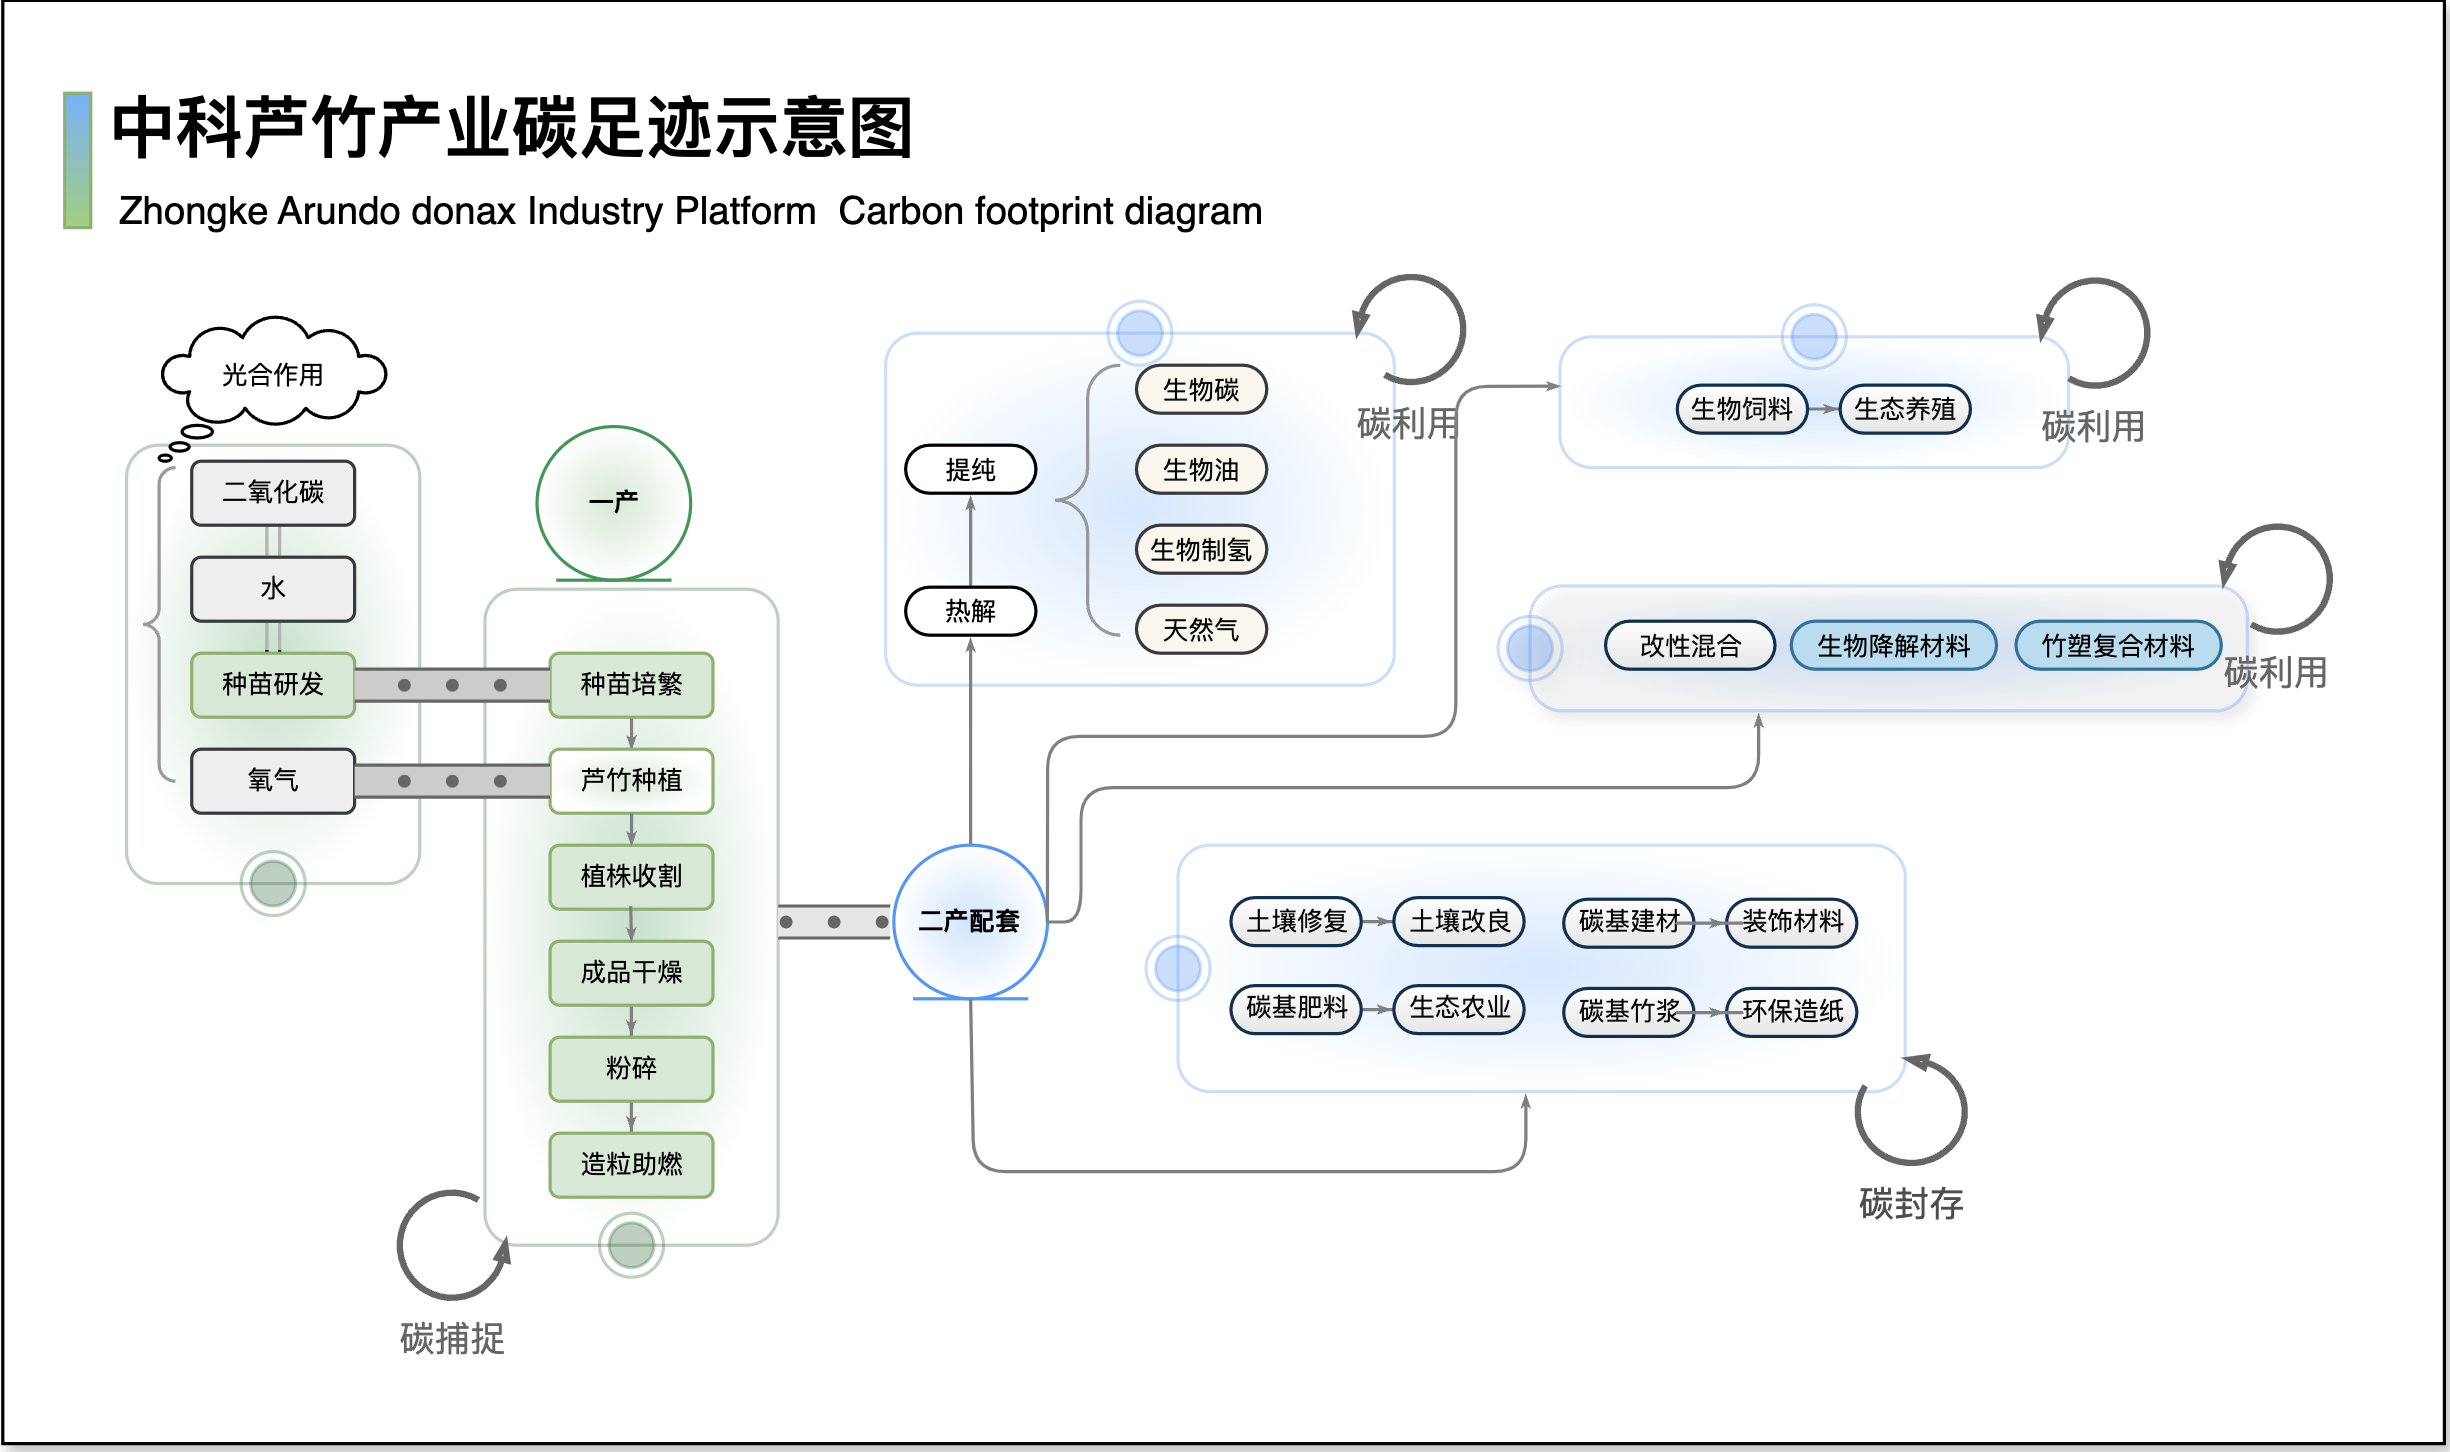 中科芦竹产业碳足迹示意图
Zhongke Arundo donax Industry Platform  Carbon footprint diagram
光合作用
二氧化碳
水
种苗研发
氧气
一产
种苗培繁
芦竹种植
植株收割
成品干燥
粉碎
造粒助燃
碳捕捉
二产配套
提纯
热解
生物碳
生物油
生物制氢
天然气
碳利用
生物饲料
生态养殖
碳利用
改性混合
生物降解材料
竹塑复合材料
碳利用
土壤修复
土壤改良
碳基建材
装饰材料
碳基肥料
生态农业
碳基竹浆
环保造纸
碳封存